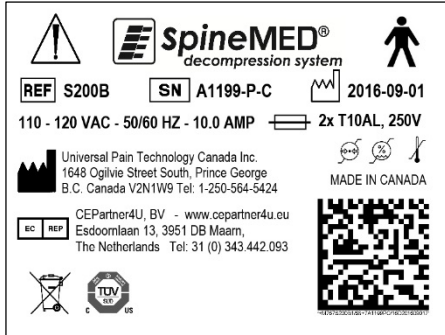 SpineMED®
decompression system
REF S200B SN A1199-P-C 2016-09-01
110 - 120 VAC - 50/60 HZ - 10.0 AMP 2x T10AL, 250V
Universal Pain Technology Canada Inc.
1648 Ogilvie Street South, Prince George
B.C. Canada V2N1W9 Tel: 1-250-564-5424
MADE IN CANADA
EC REP
CEPartner4U, BV - www.cepartner4u.eu
Esdoornlaan 13, 3951 DB Maarn,
The Netherlands Tel: 31 (0) 343.442.093
TÜV
SÜD
C US